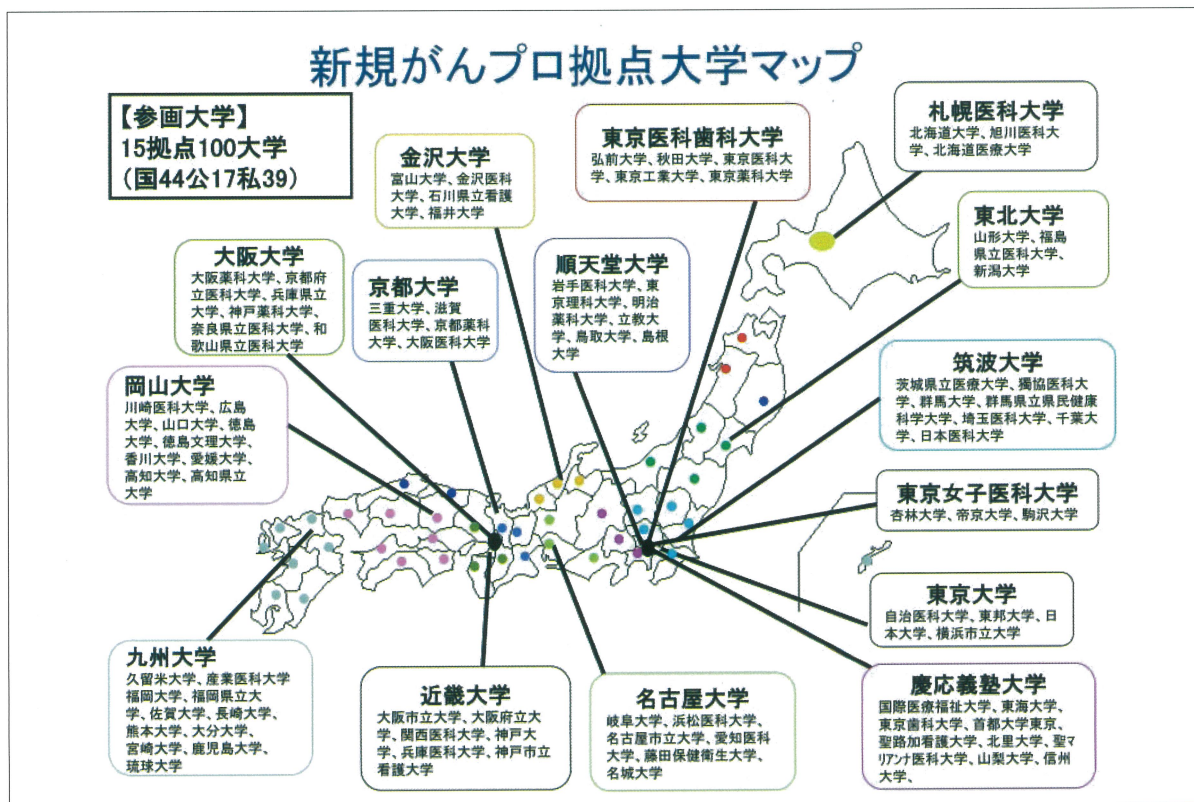 新規がんプロ拠点大学マップ
【参画大学】
15拠点100大学
(国44公17私39)
金沢大学
富山大学、金沢医科
大学、石川県立看護
大学、福井大学
東京医科歯科大学
弘前大学、秋田大学、東京医科大
学、東京工業大学、東京薬科大学
札幌医科大学
北海道大学、旭川医科大
学、北海道医療大学
東北大学
山形大学、福島
県立医科大学、
新潟大学
大阪大学
大阪薬科大学、京都府
立医科大学、兵庫県立
大学、神戸薬科大学、
奈良県立医科大学、和
歌山県立医科大学
京都大学
三重大学、滋賀
医科大学、京都薬科
大学、大阪医科大学
順天堂大学
岩手医科大学、東
京理科大学、明治
薬科大学、立教大
学、鳥取大学、島根
大学
筑波大学
茨城県立医療大学、獨協医科大
学、群馬大学、群馬県立県民健康
科学大学、埼玉医科大学、千葉大
学、日本医科大学
岡山大学
川崎医科大学、広島
大学、山口大学、徳島
大学、徳島文理大学、
香川大学、愛媛大学、
高知大学、高知県立
大学
東京女子医科大学
杏林大学、帝京大学、駒沢大学
東京大学
自治医科大学、東邦大学、日
本大学、横浜市立大学
九州大学
久留米大学、産業医科大学
福岡大学、福岡県立大
学、佐賀大学、長崎大学、
熊本大学、大分大学、
宮崎大学、鹿児島大学、
琉球大学
近畿大学
大阪市立大学、大阪府立大
学、関西医科大学、神戸大
学、兵庫医科大学、神戸市立
看護大学
名古屋大学
岐阜大学、浜松医科大学、
名古屋市立大学、愛知医科
大学、藤田保健衛生大学、
名城大学
慶応義塾大学
国際医療福祉大学、東海大学、
東京歯科大学、首都大学東京、
聖路加看護大学、北里大学、聖マ
リアンナ医科大学、山梨大学、信州
大学、